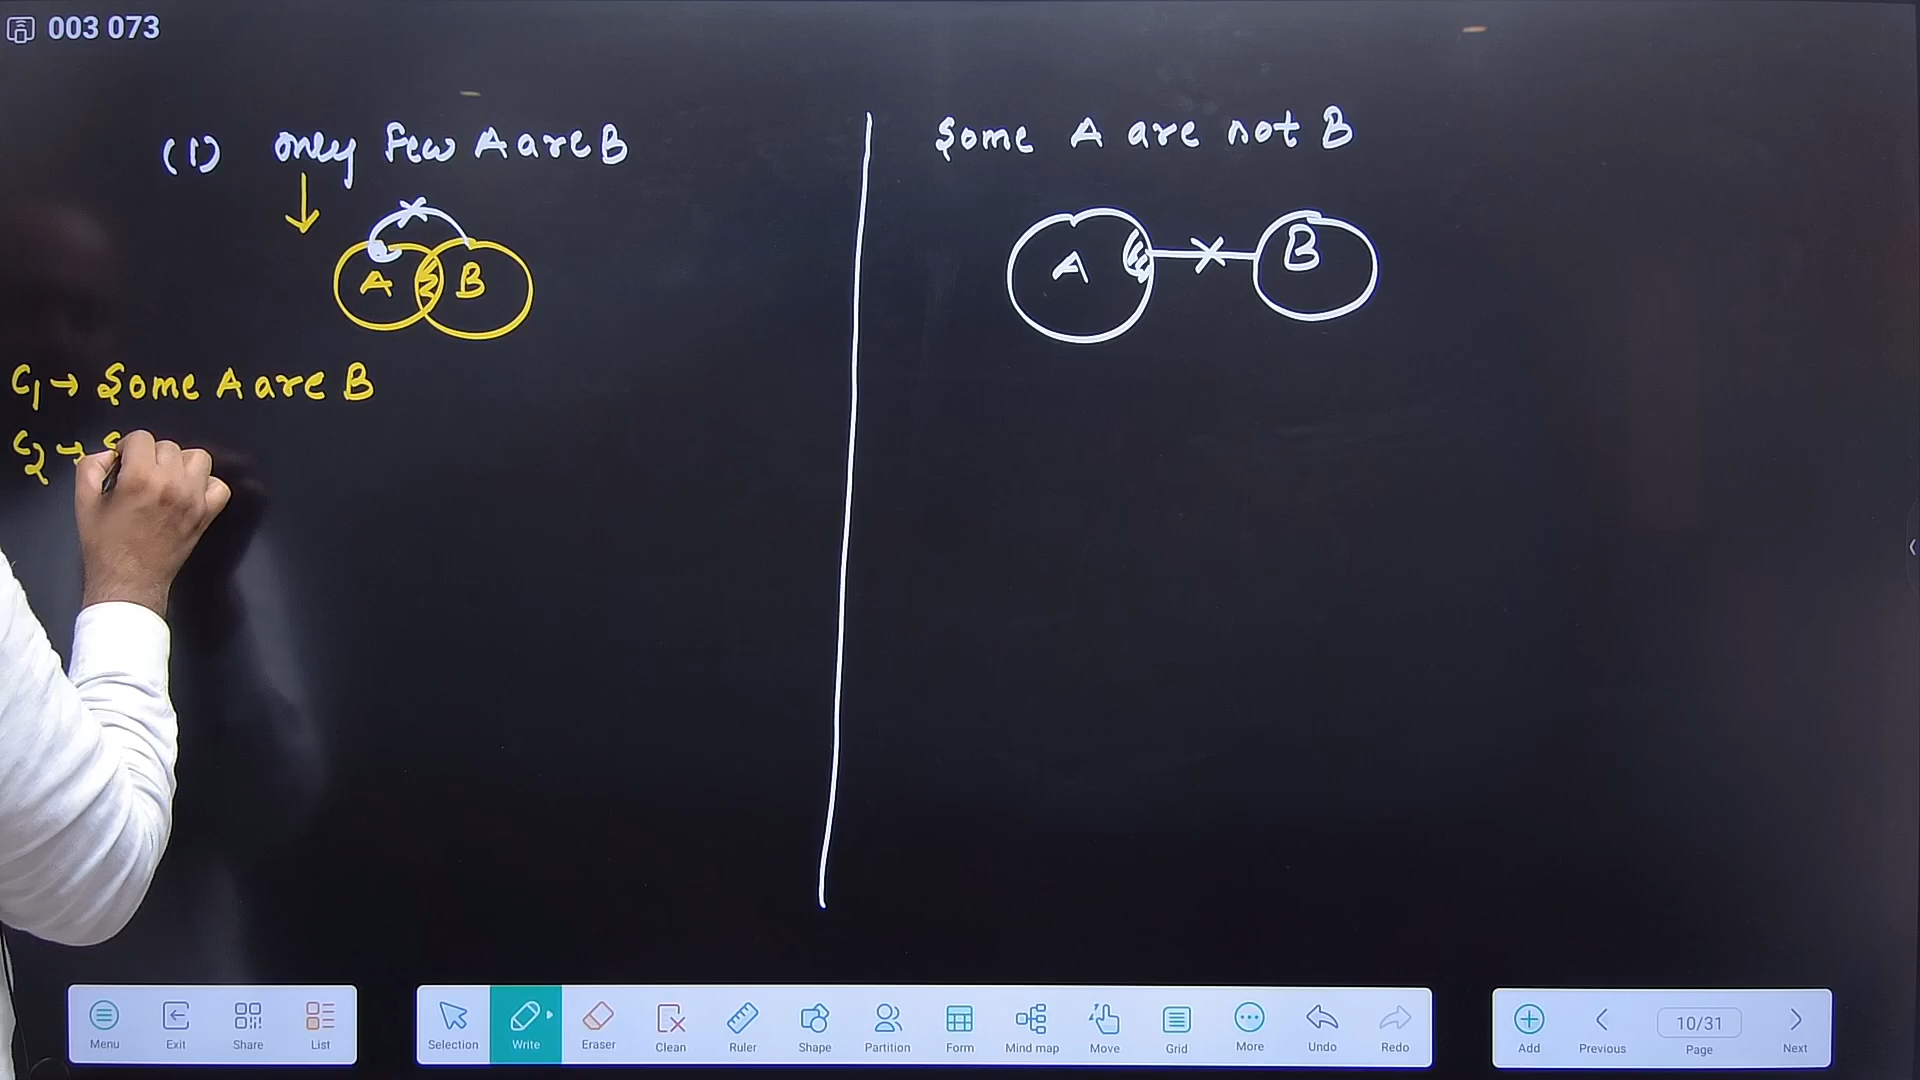 003 073
(1) only few A are B
A B
C1 → Some A are B
C2 →
Some A are not B
A B
Menu Exit Share List
Selection Write Eraser Clean Ruler Shape Partition Form Mind map Move Grid More Undo Redo
Add Previous 10/31 Page Next